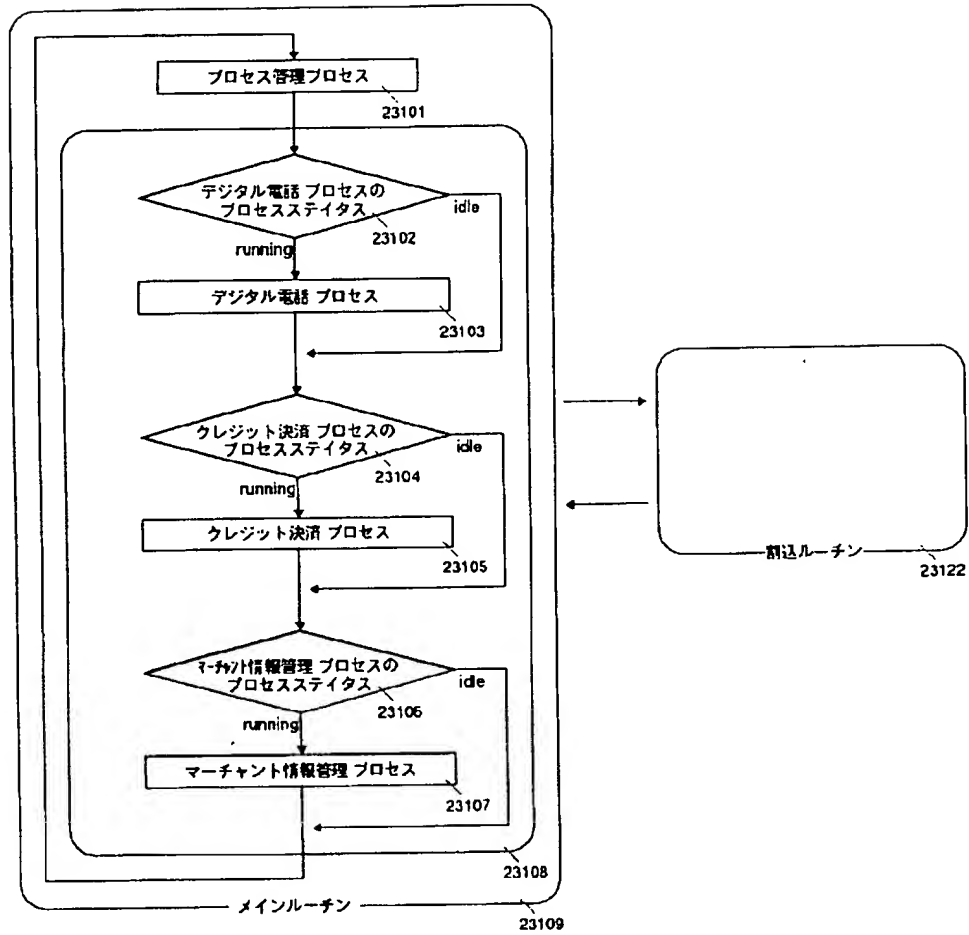 プロセス管理プロセス
23101
デジタル電話 プロセスの
プロセスステイタス
23102
idle
running
デジタル電話 プロセス
23103
クレジット決済 プロセスの
プロセスステイタス
23104
idle
running
クレジット決済 プロセス
23105
マーチャント情報管理 プロセスの
プロセスステイタス
23106
idle
running
マーチャント情報管理 プロセス
23107
23108
メインルーチン
23109
割込ルーチン
23122